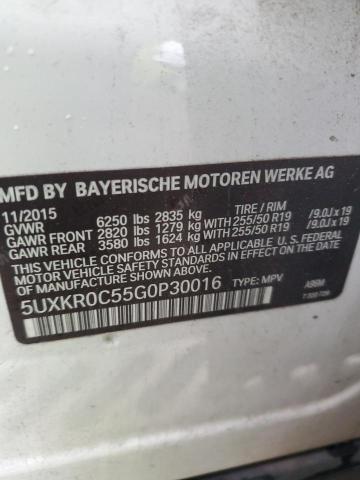 MFD BY BAYERISCHE MOTOREN WERKE AG
11/2015 TIRE / RIM
GVWR 6250 lbs 2835 kg
GAWR FRONT 2820 lbs 1279 kg WITH 255/50 R19 /9.0J x 19
GAWR REAR 3580 lbs 1624 kg WITH 255/50 R19 /9.0J x 19
THIS VEHICLE CONFORMS TO ALL APPLICABLE U.S. FEDERAL
MOTOR VEHICLE SAFETY STANDARDS
IN EFFECT ON THE DATE OF MANUFACTURE SHOWN ABOVE.
5UXKR0C55G0P30016 TYPE: MPV
A96M